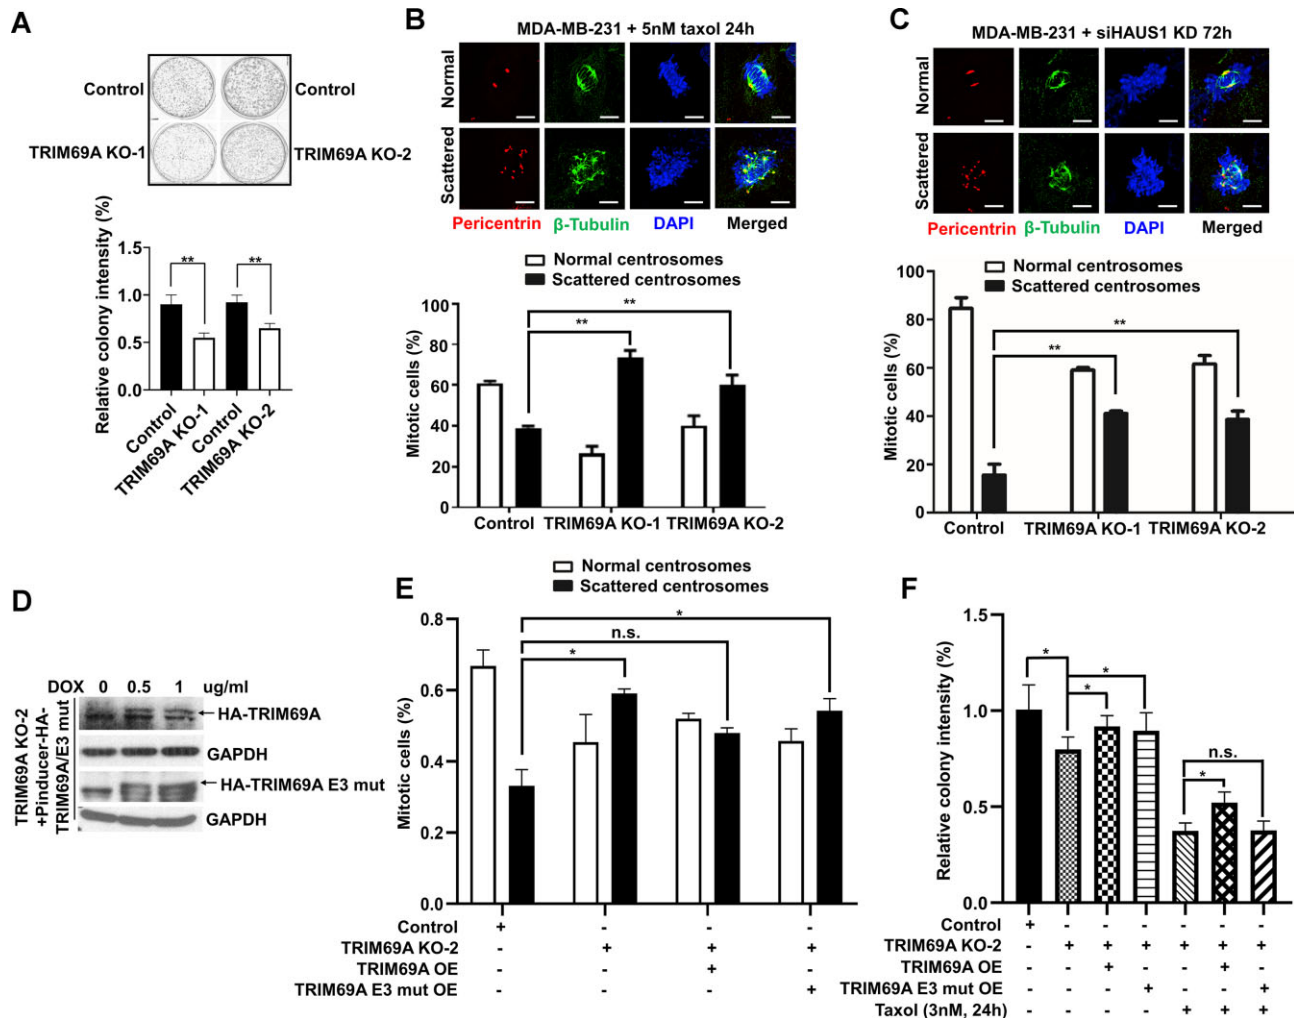 A
Control
Control
TRIM69A KO-1
TRIM69A KO-2
Relative colony intensity (%)
1.5
1.0
0.5
0.0
**
**
Control
TRIM69A KO-1
Control
TRIM69A KO-2
B
MDA-MB-231 + 5nM taxol 24h
Normal
Scattered
Pericentrin
β-Tubulin
DAPI
Merged
Normal centrosomes
Scattered centrosomes
Mitotic cells (%)
100
80
60
40
20
0
**
**
Control
TRIM69A KO-1
TRIM69A KO-2
C
MDA-MB-231 + siHAUS1 KD 72h
Normal
Scattered
Pericentrin
β-Tubulin
DAPI
Merged
Normal centrosomes
Scattered centrosomes
Mitotic cells (%)
100
80
60
40
20
0
**
**
Control
TRIM69A KO-1
TRIM69A KO-2
D
TRIM69A KO-2
+Pinducer-HA-
TRIM69A/E3 mut
DOX 0 0.5 1 ug/ml
HA-TRIM69A
GAPDH
HA-TRIM69A E3 mut
GAPDH
E
Normal centrosomes
Scattered centrosomes
Mitotic cells (%)
0.8
0.6
0.4
0.2
0.0
*
n.s.
*
Control + - - -
TRIM69A KO-2 - + + +
TRIM69A OE - - + -
TRIM69A E3 mut OE - - - +
F
Relative colony intensity (%)
1.5
1.0
0.5
0.0
*
*
*
n.s.
*
Control + - - - - - -
TRIM69A KO-2 - + + + + + +
TRIM69A OE - - + - - + -
TRIM69A E3 mut OE - - - + - - +
Taxol (3nM, 24h) - - - - + + +